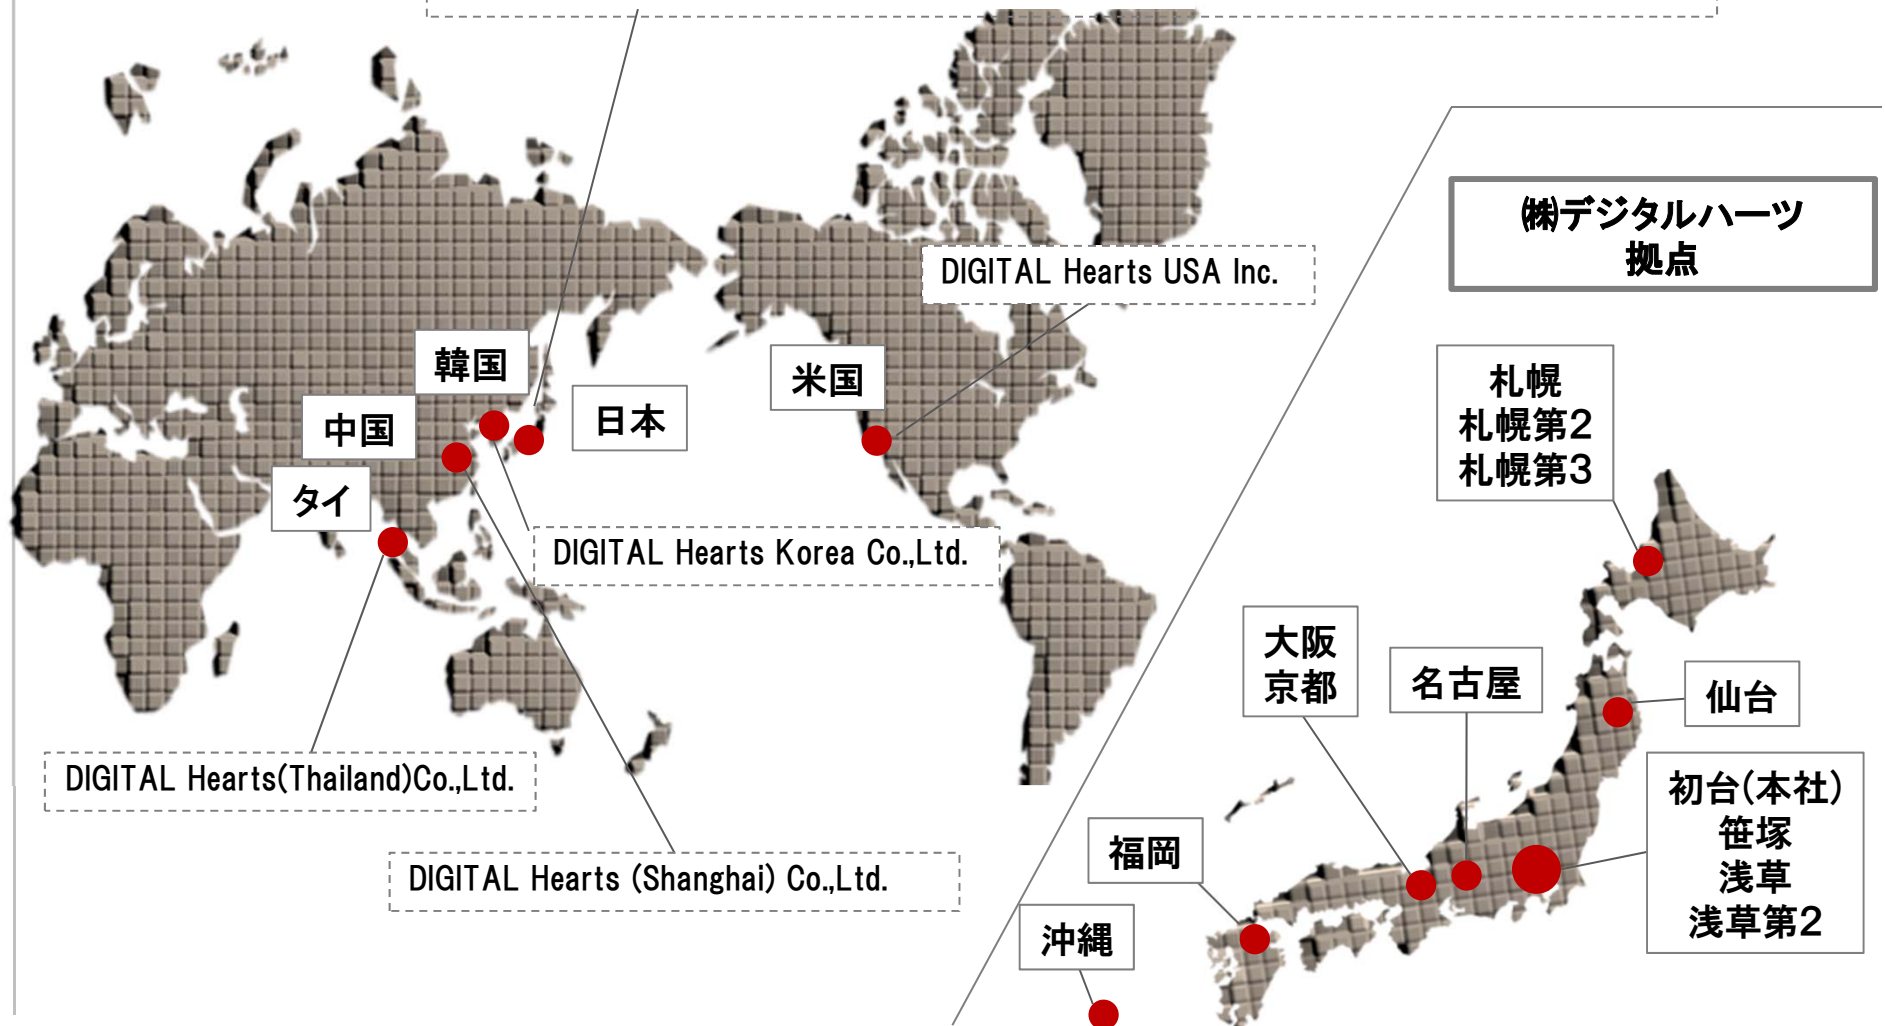 DIGITAL Hearts USA Inc.
韓国
中国
日本
米国
タイ
DIGITAL Hearts Korea Co.,Ltd.
DIGITAL Hearts(Thailand)Co.,Ltd.
DIGITAL Hearts (Shanghai) Co.,Ltd.
㈱デジタルハーツ
拠点
札幌
札幌第2
札幌第3
大阪
京都
名古屋
仙台
初台(本社)
笹塚
浅草
浅草第2
福岡
沖縄